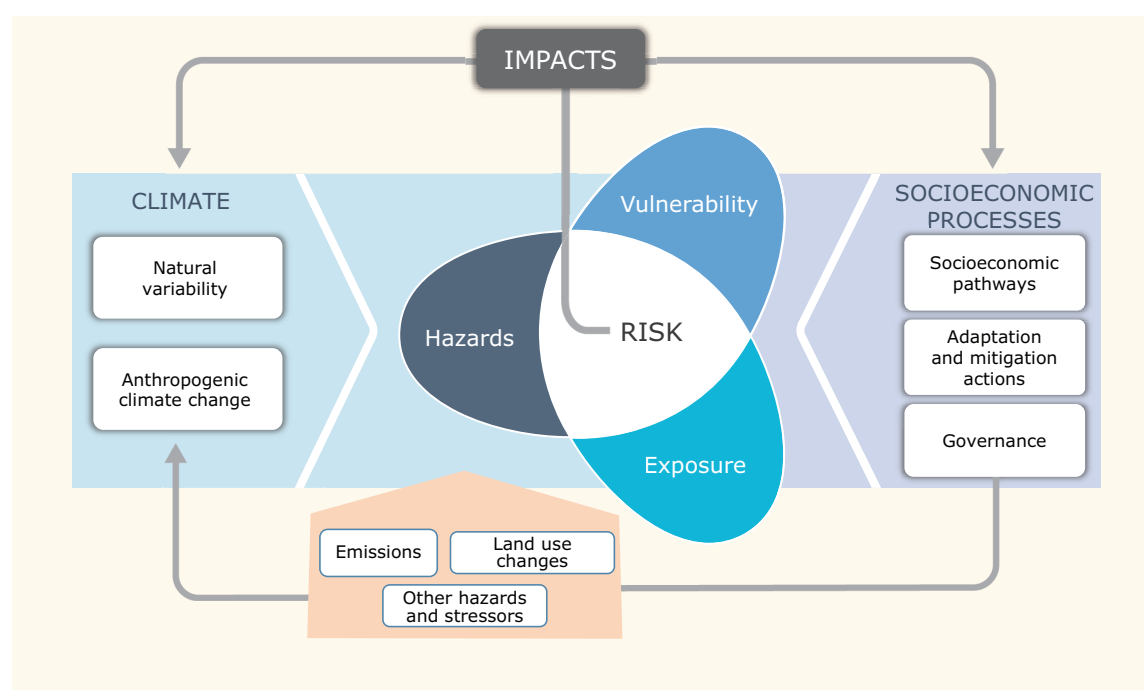 IMPACTS
CLIMATE
Natural
variability
Anthropogenic
climate change
Hazards
Vulnerability
RISK
Exposure
SOCIOECONOMIC
PROCESSES
Socioeconomic
pathways
Adaptation
and mitigation
actions
Governance
Emissions
Land use
changes
Other hazards
and stressors